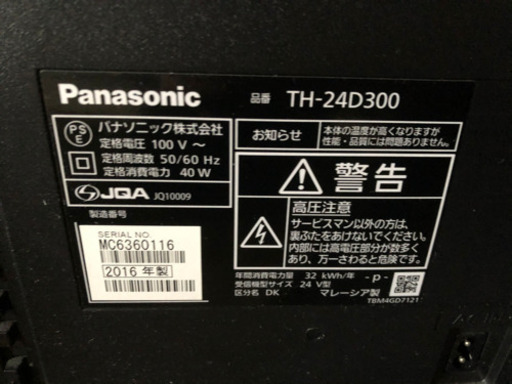 Panasonic
品番 TH-24D300
PSE
パナソニック株式会社
定格電圧 100 V ～
定格周波数 50/60 Hz
定格消費電力 40 W
JQA JQ10009
製造番号
SERIAL NO.
MC6360116
2016 年製
お知らせ
本体の温度が高くなりますが
性能・品質には問題ありません。
警告
高圧注意
サービスマン以外の方は、
裏ぶたをあけないでください。
内部には高電圧部分が数多く
あり、万一さわると危険です。
年間消費電力量 32 kWh/年 -p-
受信機型サイズ 24 V型
区分名 DK マレーシア製
TBM4GD7121